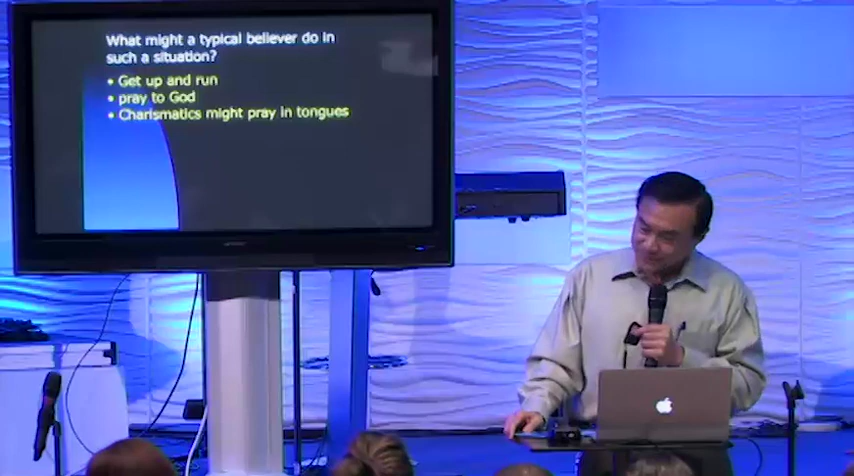 What might a typical believer do in
such a situation?
• Get up and run
• pray to God
• Charismatics might pray in tongues